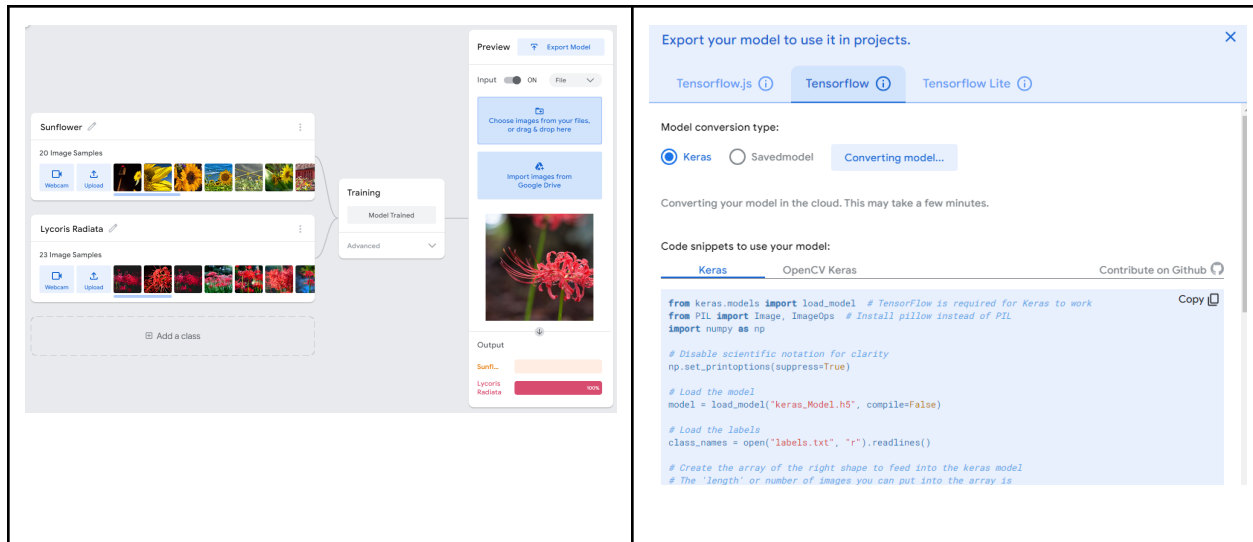 Sunflower
20 Image Samples
Webcam
Upload
Lycoris Radiata
23 Image Samples
Webcam
Upload
Add a class
Training
Model Trained
Advanced
Preview
Export Model
Input
ON
File
Choose images from your files,
or drag & drop here
Import images from
Google Drive
Output
Sunfl...
Lycoris
Radiata
100%
Export your model to use it in projects.
Tensorflow.js
Tensorflow
Tensorflow Lite
Model conversion type:
Keras
Savedmodel
Converting model...
Converting your model in the cloud. This may take a few minutes.
Code snippets to use your model:
Keras
OpenCV Keras
Contribute on Github
Copy
from keras.models import load_model  # TensorFlow is required for Keras to work
from PIL import Image, ImageOps  # Install pillow instead of PIL
import numpy as np
# Disable scientific notation for clarity
np.set_printoptions(suppress=True)
# Load the model
model = load_model("keras_Model.h5", compile=False)
# Load the labels
class_names = open("labels.txt", "r").readlines()
# Create the array of the right shape to feed into the keras model
# The 'length' or number of images you can put into the array is